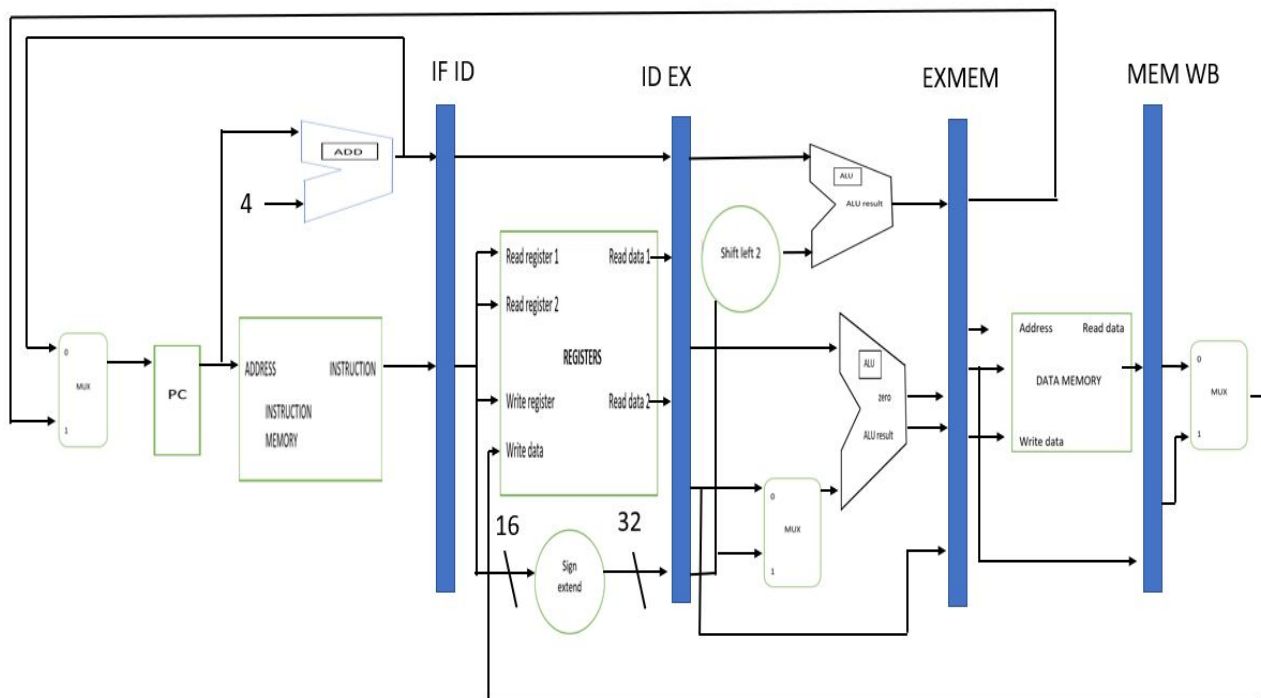 IF ID
ID EX
EXMEM
MEM WB
ADD
4
ALU
ALU result
Shift left 2
Read register 1
Read data 1
Read register 2
REGISTERS
Write register
Read data 2
Write data
0
MUX
1
PC
ADDRESS
INSTRUCTION
INSTRUCTION
MEMORY
ALU
zero
ALU result
Address
Read data
DATA MEMORY
Write data
0
MUX
1
0
MUX
1
16
Sign
extend
32